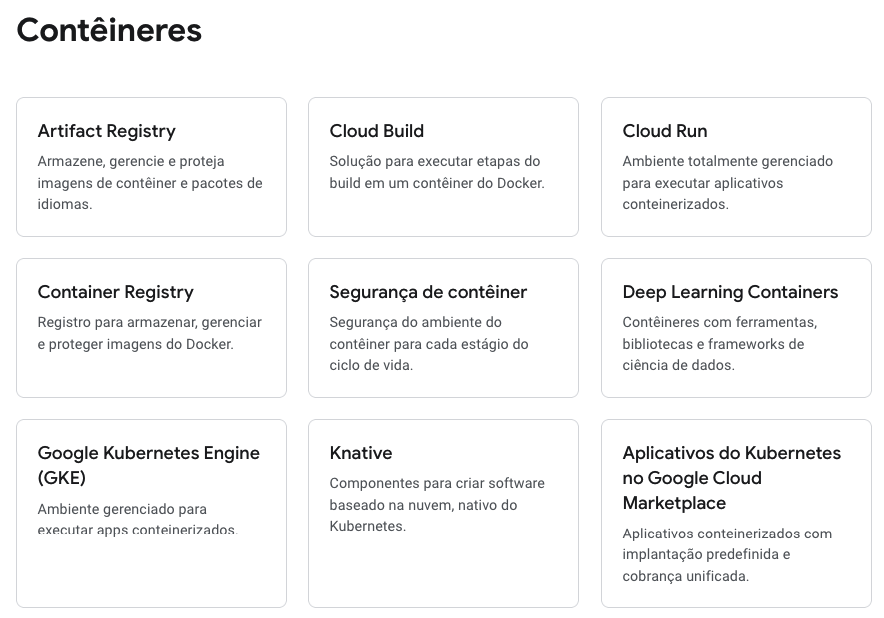 Contêineres
Artifact Registry
Armazene, gerencie e proteja
imagens de contêiner e pacotes de
idiomas.
Cloud Build
Solução para executar etapas do
build em um contêiner do Docker.
Cloud Run
Ambiente totalmente gerenciado
para executar aplicativos
conteinerizados.
Container Registry
Registro para armazenar, gerenciar
e proteger imagens do Docker.
Segurança de contêiner
Segurança do ambiente do
contêiner para cada estágio do
ciclo de vida.
Deep Learning Containers
Contêineres com ferramentas,
bibliotecas e frameworks de
ciência de dados.
Google Kubernetes Engine
(GKE)
Ambiente gerenciado para
executar apps conteinerizados.
Knative
Componentes para criar software
baseado na nuvem, nativo do
Kubernetes.
Aplicativos do Kubernetes
no Google Cloud
Marketplace
Aplicativos conteinerizados com
implantação predefinida e
cobrança unificada.